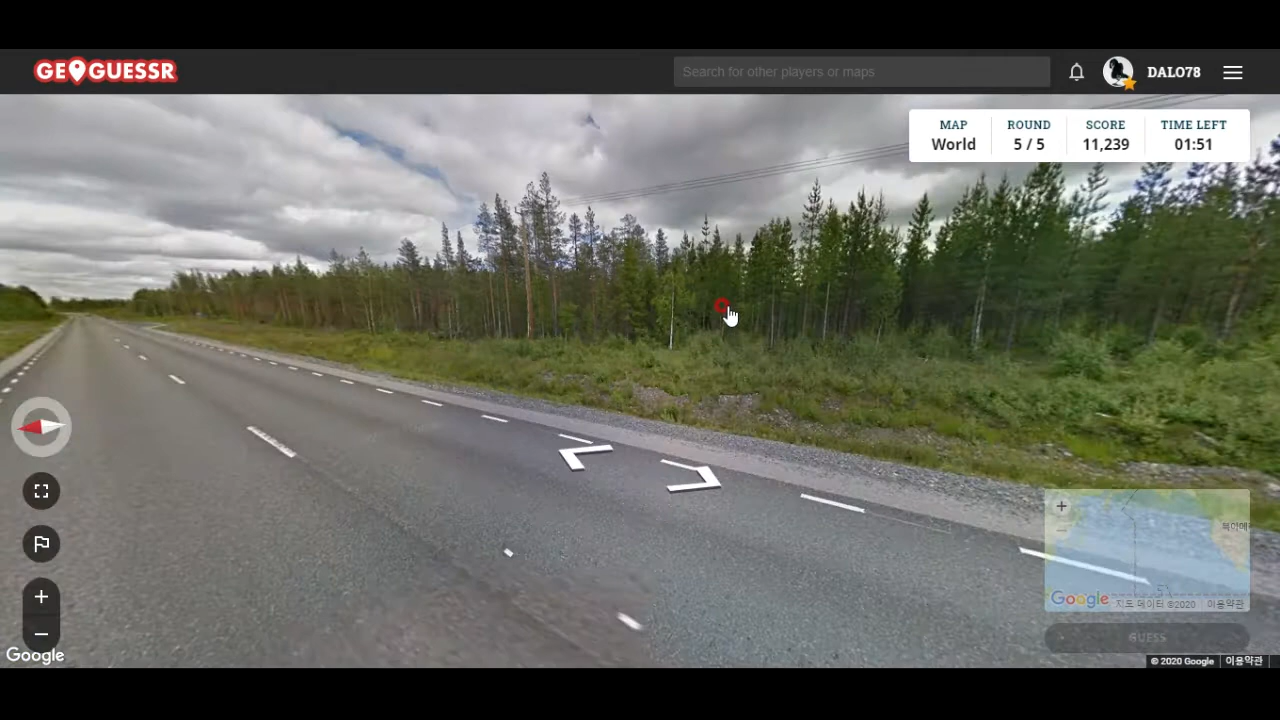 GEOGUESSR
Search for other players or maps
DALO78
MAP ROUND SCORE TIME LEFT
World 5 / 5 11,239 01:51
Google 지도 데이터 ©2020 이용약관
GUESS
Google
© 2020 Google 이용약관